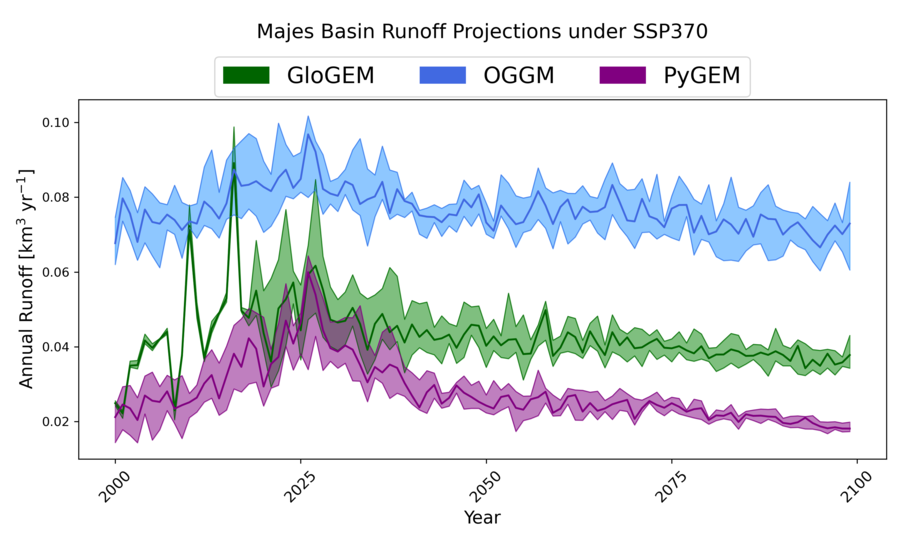 Majes Basin Runoff Projections under SSP370
GloGEM OGGM PyGEM
Annual Runoff [km³ yr⁻¹]
0.10
0.08
0.06
0.04
0.02
2000 2025 2050 2075 2100
Year